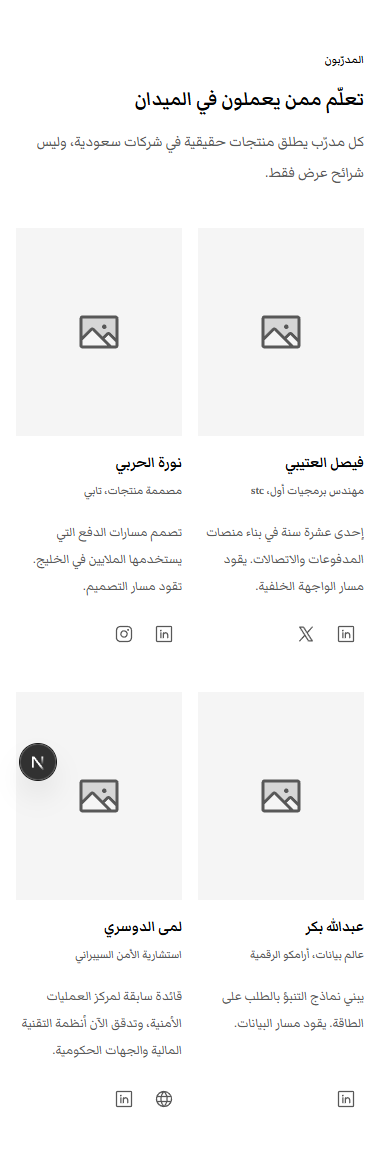 المدرّبون
تعلّم ممن يعملون في الميدان
كل مدرّب يطلق منتجات حقيقية في شركات سعودية، وليس
شرائح عرض فقط.
فيصل العتيبي
مهندس برمجيات أول، stc
إحدى عشرة سنة في بناء منصات
المدفوعات والاتصالات. يقود
مسار الواجهة الخلفية.
نورة الحربي
مصممة منتجات، تابي
تصمم مسارات الدفع التي
يستخدمها الملايين في الخليج.
تقود مسار التصميم.
عبدالله بكر
عالم بيانات، أرامكو الرقمية
يبني نماذج التنبؤ بالطلب على
الطاقة. يقود مسار البيانات.
لمى الدوسري
استشارية الأمن السيبراني
قائدة سابقة لمركز العمليات
الأمنية، وتدقق الآن أنظمة التقنية
المالية والجهات الحكومية.